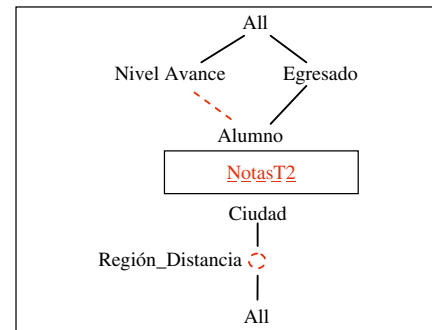 All
Nivel Avance Egresado
Alumno
NotasT2
Ciudad
Región_Distancia
All